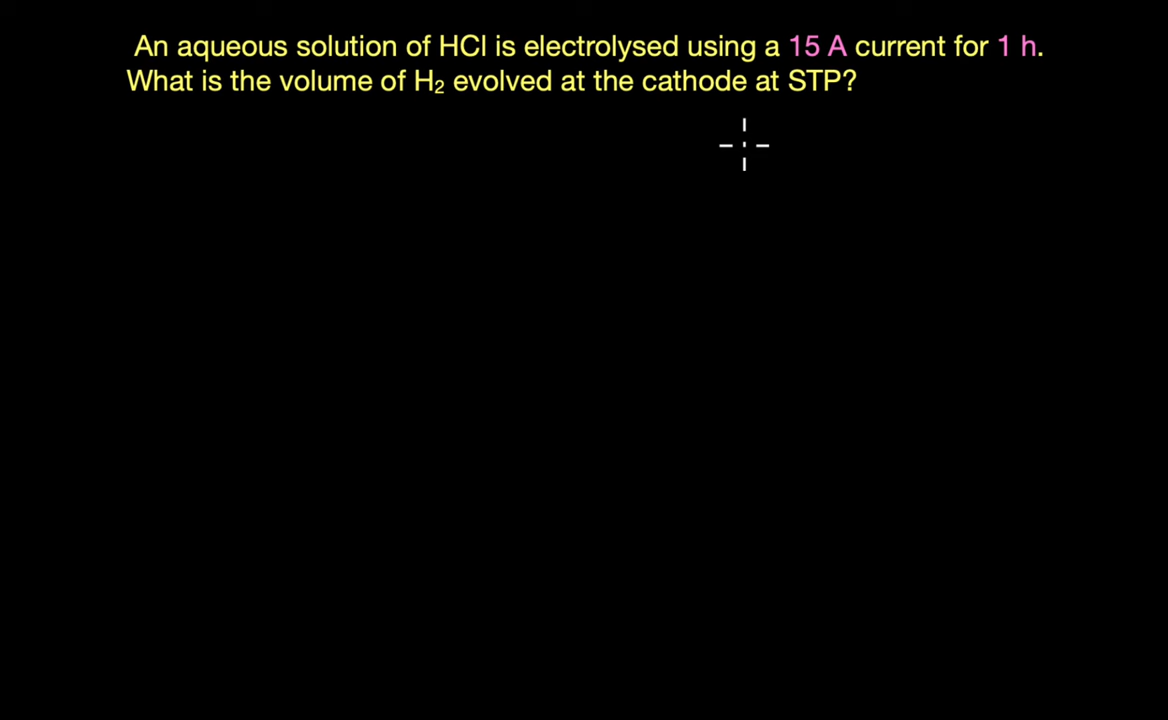 An aqueous solution of HCl is electrolysed using a 15 A current for 1 h.
What is the volume of H₂ evolved at the cathode at STP?